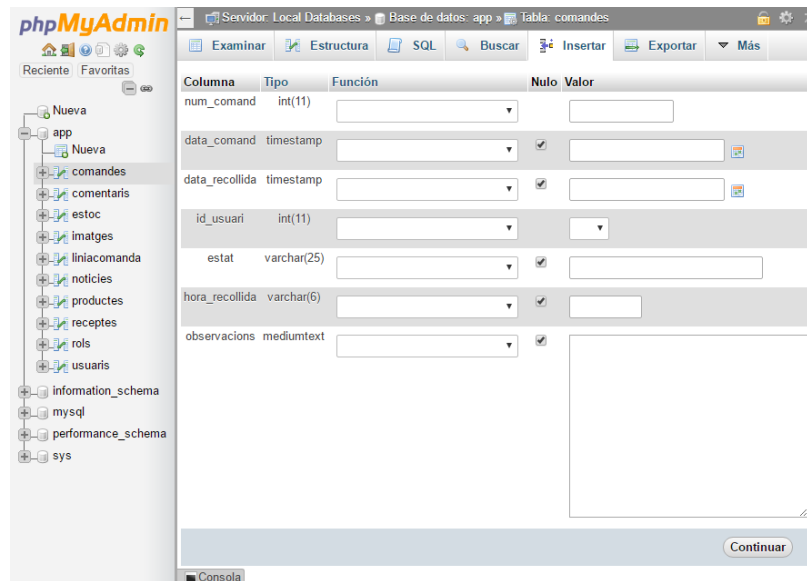 phpMyAdmin
Reciente Favoritas
Nueva
app
Nueva
comandes
comentaris
estoc
imatges
liniacomanda
noticies
productes
receptes
rols
usuaris
information_schema
mysql
performance_schema
sys
Servidor: Local Databases » Base de datos: app » Tabla: comandes
Examinar Estructura SQL Buscar Insertar Exportar Más
Columna Tipo Función Nulo Valor
num_comand int(11)
data_comand timestamp
data_recollida timestamp
id_usuari int(11)
estat varchar(25)
hora_recollida varchar(6)
observacions mediumtext
Continuar
Consola